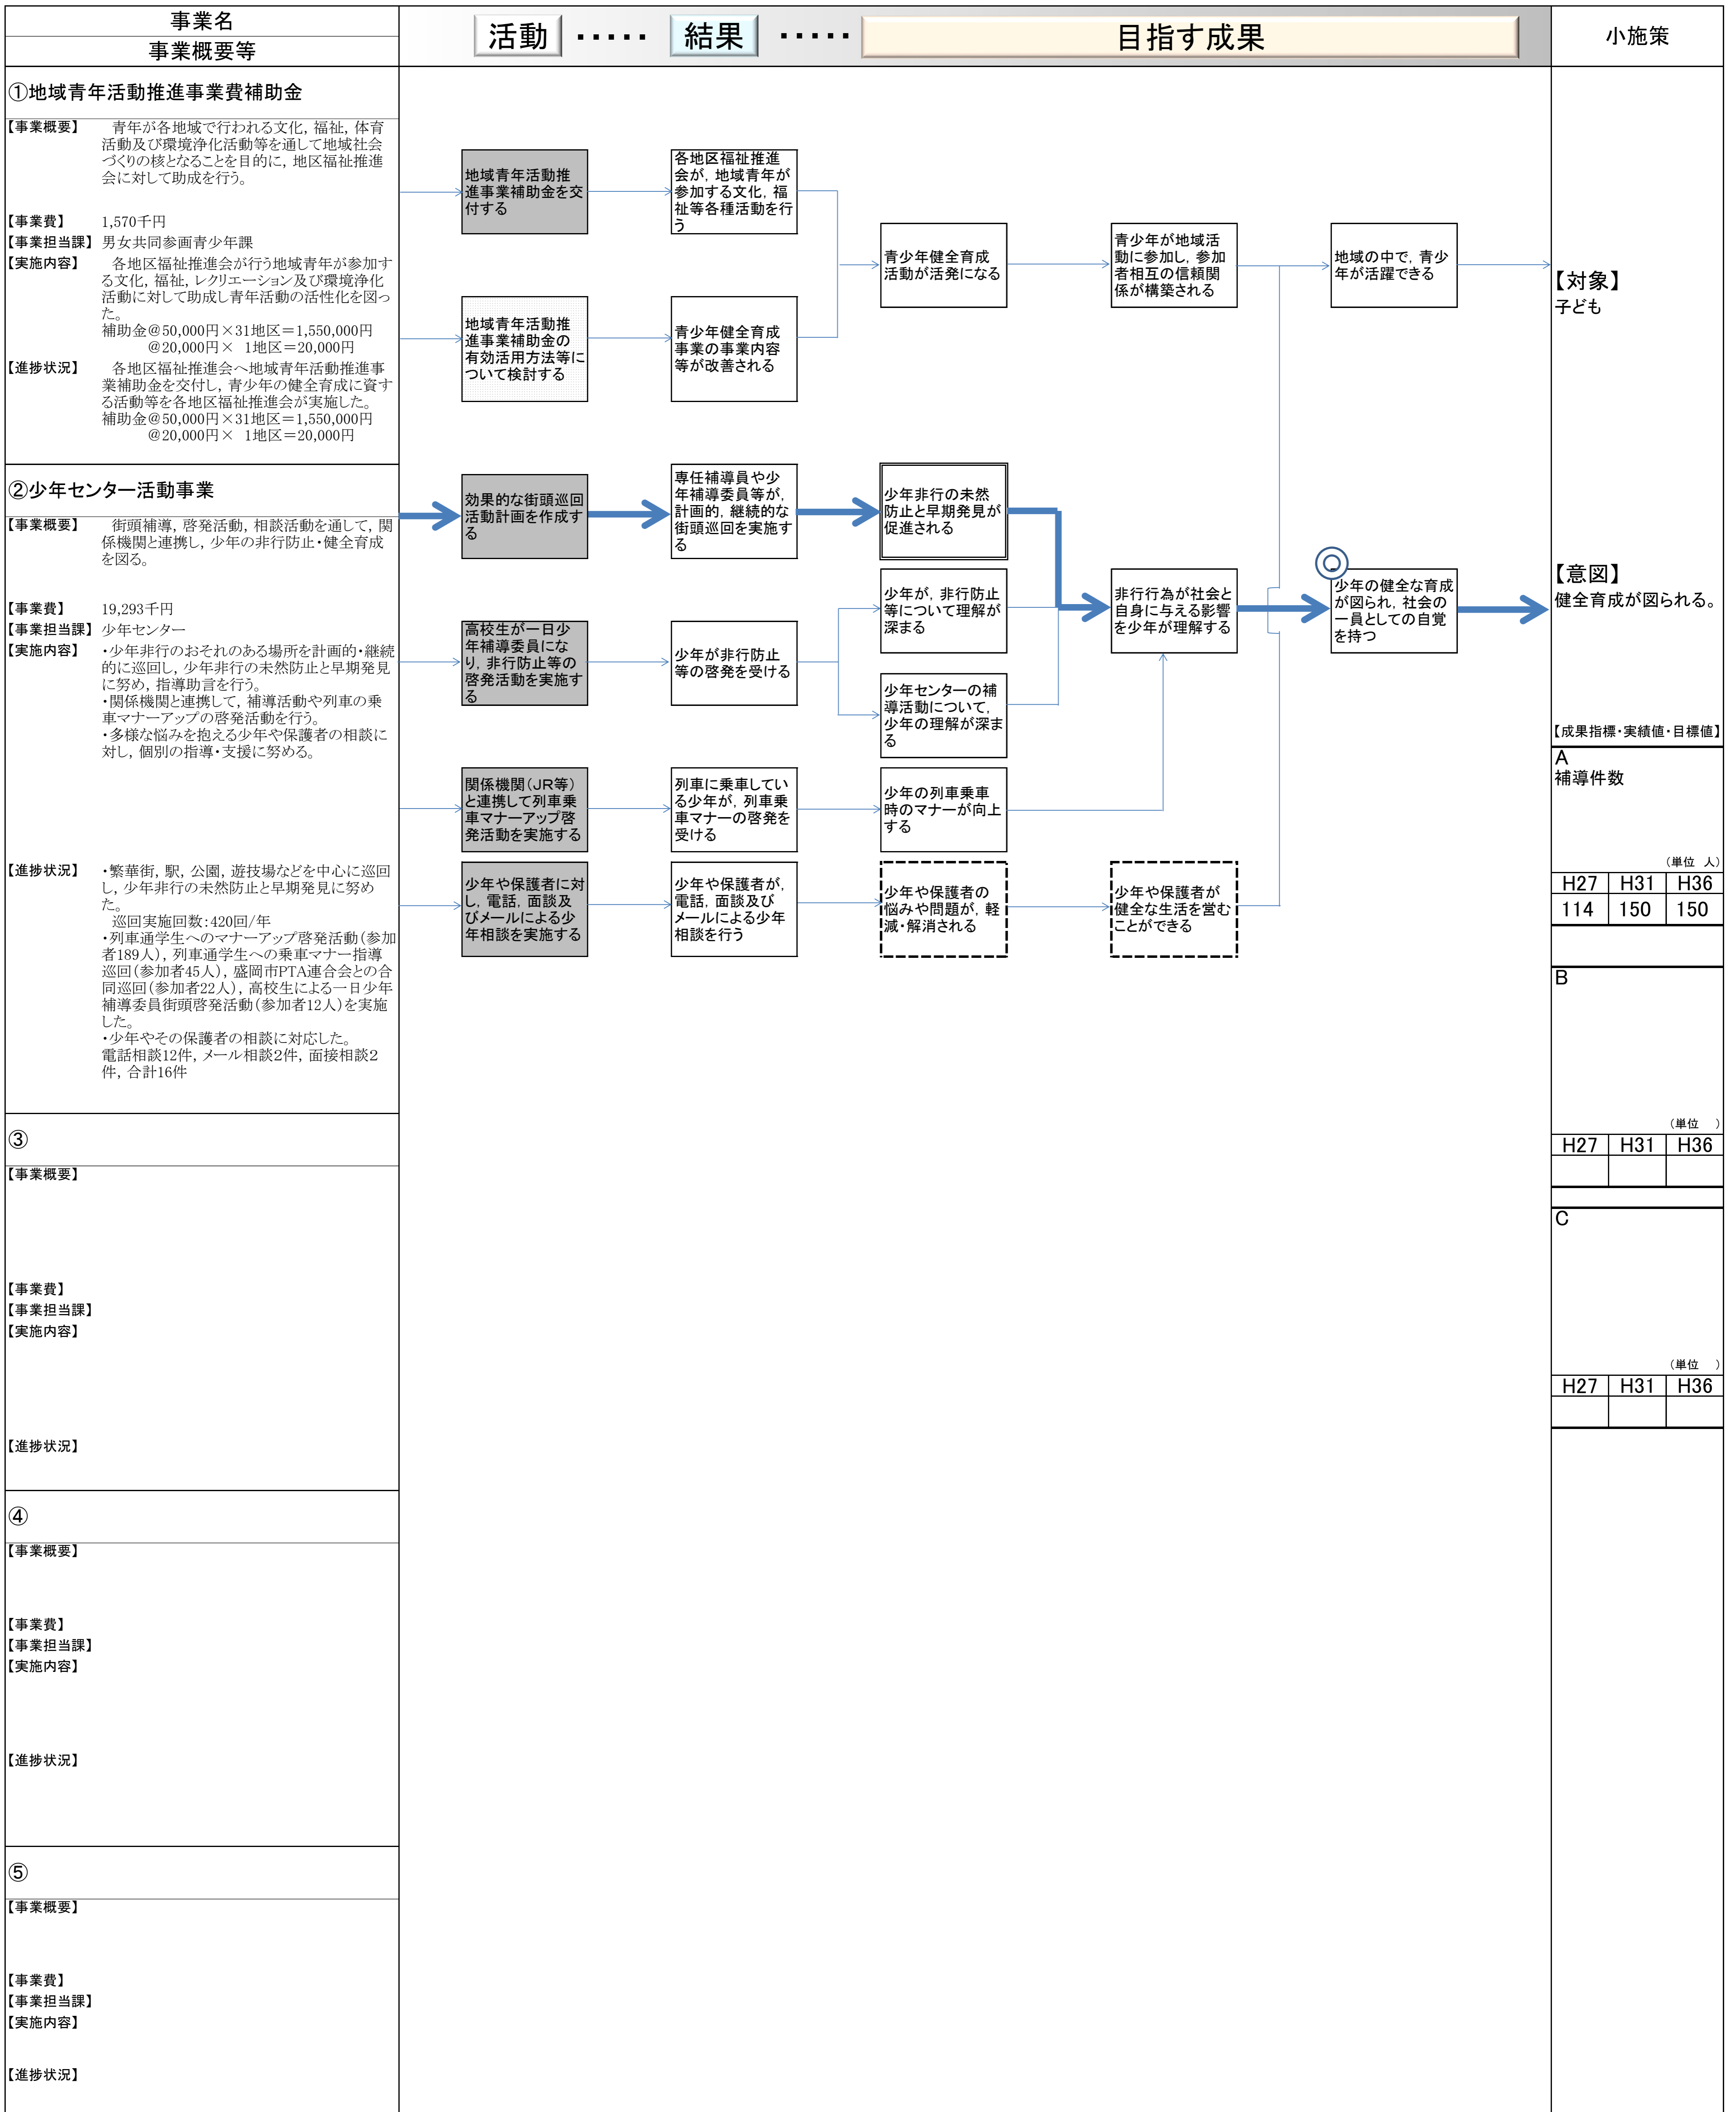 事業名
事業概要等
活動 ・・・・・ 結果 ・・・・・ 目指す成果
小施策
①地域青年活動推進事業費補助金
【事業概要】 青年が各地域で行われる文化，福祉，体育
活動及び環境浄化活動等を通して地域社会
づくりの核となることを目的に，地区福祉推進
会に対して助成を行う。
【事業費】 1,570千円
【事業担当課】 男女共同参画青少年課
【実施内容】 各地区福祉推進会が行う地域青年が参加す
る文化，福祉，レクリエーション及び環境浄化
活動に対して助成し青年活動の活性化を図っ
た。
補助金＠50,000円×31地区＝1,550,000円
＠20,000円× 1地区＝20,000円
【進捗状況】 各地区福祉推進会へ地域青年活動推進事
業補助金を交付し，青少年の健全育成に資す
る活動等を各地区福祉推進会が実施した。
補助金＠50,000円×31地区＝1,550,000円
＠20,000円× 1地区＝20,000円
地域青年活動推
進事業補助金を交
付する
各地区福祉推進
会が，地域青年が
参加する文化，福
祉等各種活動を行
う
地域青年活動推
進事業補助金の
有効活用方法等に
ついて検討する
青少年健全育成
事業の事業内容
等が改善される
青少年健全育成
活動が活発になる
青少年が地域活
動に参加し，参加
者相互の信頼関
係が構築される
地域の中で，青少
年が活躍できる
②少年センター活動事業
【事業概要】 街頭補導，啓発活動，相談活動を通して，関
係機関と連携し，少年の非行防止・健全育成
を図る。
【事業費】 19,293千円
【事業担当課】 少年センター
【実施内容】 ・少年非行のおそれのある場所を計画的・継続
的に巡回し，少年非行の未然防止と早期発見
に努め，指導助言を行う。
・関係機関と連携して，補導活動や列車の乗
車マナーアップの啓発活動を行う。
・多様な悩みを抱える少年や保護者の相談に
対し，個別の指導・支援に努める。
【進捗状況】 ・繁華街，駅，公園，遊技場などを中心に巡回
し，少年非行の未然防止と早期発見に努め
た。
巡回実施回数：420回/年
・列車通学生へのマナーアップ啓発活動（参加
者189人），列車通学生への乗車マナー指導
巡回（参加者45人），盛岡市PTA連合会との合
同巡回（参加者22人），高校生による一日少年
補導委員街頭啓発活動（参加者12人）を実施
した。
・少年やその保護者の相談に対応した。
電話相談12件，メール相談２件，面接相談２
件，合計16件
効果的な街頭巡回
活動計画を作成す
る
専任補導員や少
年補導委員等が，
計画的，継続的な
街頭巡回を実施す
る
少年非行の未然
防止と早期発見が
促進される
高校生が一日少
年補導委員にな
り，非行防止等の
啓発活動を実施す
る
少年が非行防止
等の啓発を受ける
少年が，非行防止
等について理解が
深まる
少年センターの補
導活動について，
少年の理解が深ま
る
非行行為が社会と
自身に与える影響
を少年が理解する
◎
少年の健全な育成
が図られ，社会の
一員としての自覚
を持つ
関係機関（JR等）
と連携して列車乗
車マナーアップ啓
発活動を実施する
列車に乗車してい
る少年が，列車乗
車マナーの啓発を
受ける
少年の列車乗車
時のマナーが向上
する
少年や保護者に対
し，電話，面談及
びメールによる少
年相談を実施する
少年や保護者が，
電話，面談及び
メールによる少年
相談を行う
少年や保護者の
悩みや問題が，軽
減・解消される
少年や保護者が
健全な生活を営む
ことができる
③
【事業概要】
【事業費】
【事業担当課】
【実施内容】
【進捗状況】
④
【事業概要】
【事業費】
【事業担当課】
【実施内容】
【進捗状況】
⑤
【事業概要】
【事業費】
【事業担当課】
【実施内容】
【進捗状況】
【対象】
子ども
【意図】
健全育成が図られる。
【成果指標・実績値・目標値】
A
補導件数
（単位 人）
H27 H31 H36
114 150 150
B
（単位 ）
H27 H31 H36
C
（単位 ）
H27 H31 H36